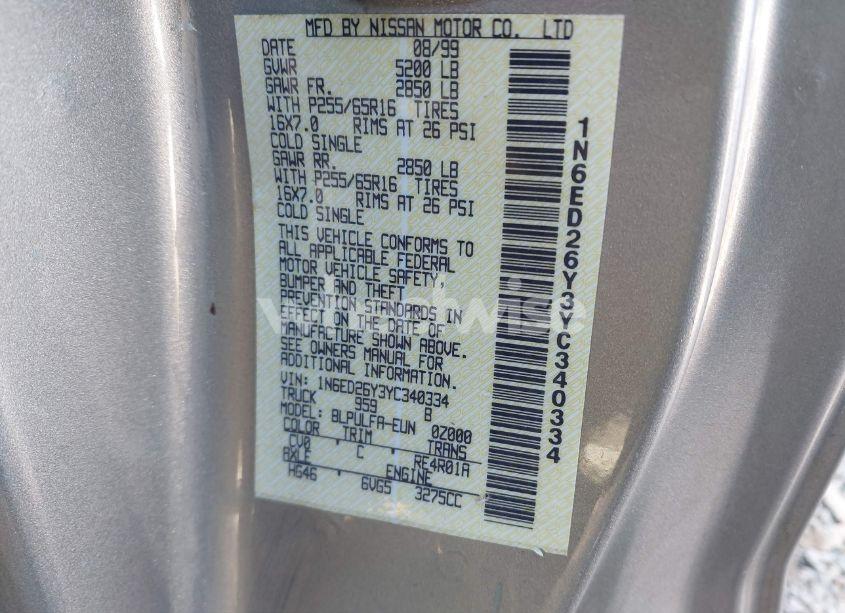 MFD BY NISSAN MOTOR CO. LTD
DATE 08/99
GVWR 5200 LB
GAWR FR. 2850 LB
WITH P255/65R16 TIRES
16X7.0 RIMS AT 26 PSI
COLD SINGLE
GAWR RR. 2850 LB
WITH P255/65R16 TIRES
16X7.0 RIMS AT 26 PSI
COLD SINGLE
THIS VEHICLE CONFORMS TO
ALL APPLICABLE FEDERAL
MOTOR VEHICLE SAFETY,
BUMPER AND THEFT
PREVENTION STANDARDS IN
EFFECT ON THE DATE OF
MANUFACTURE SHOWN ABOVE.
SEE OWNERS MANUAL FOR
ADDITIONAL INFORMATION.
VIN: 1N6ED26Y3YC340334
TRUCK 959 B
MODEL: BLPULFA-EUN 0Z000
COLOR TRIM TRANS
CV0 ' C ' RE4R01A
AXLE ENGINE
HG46 ' 6VG5 3275CC
1N6ED26Y3YC340334